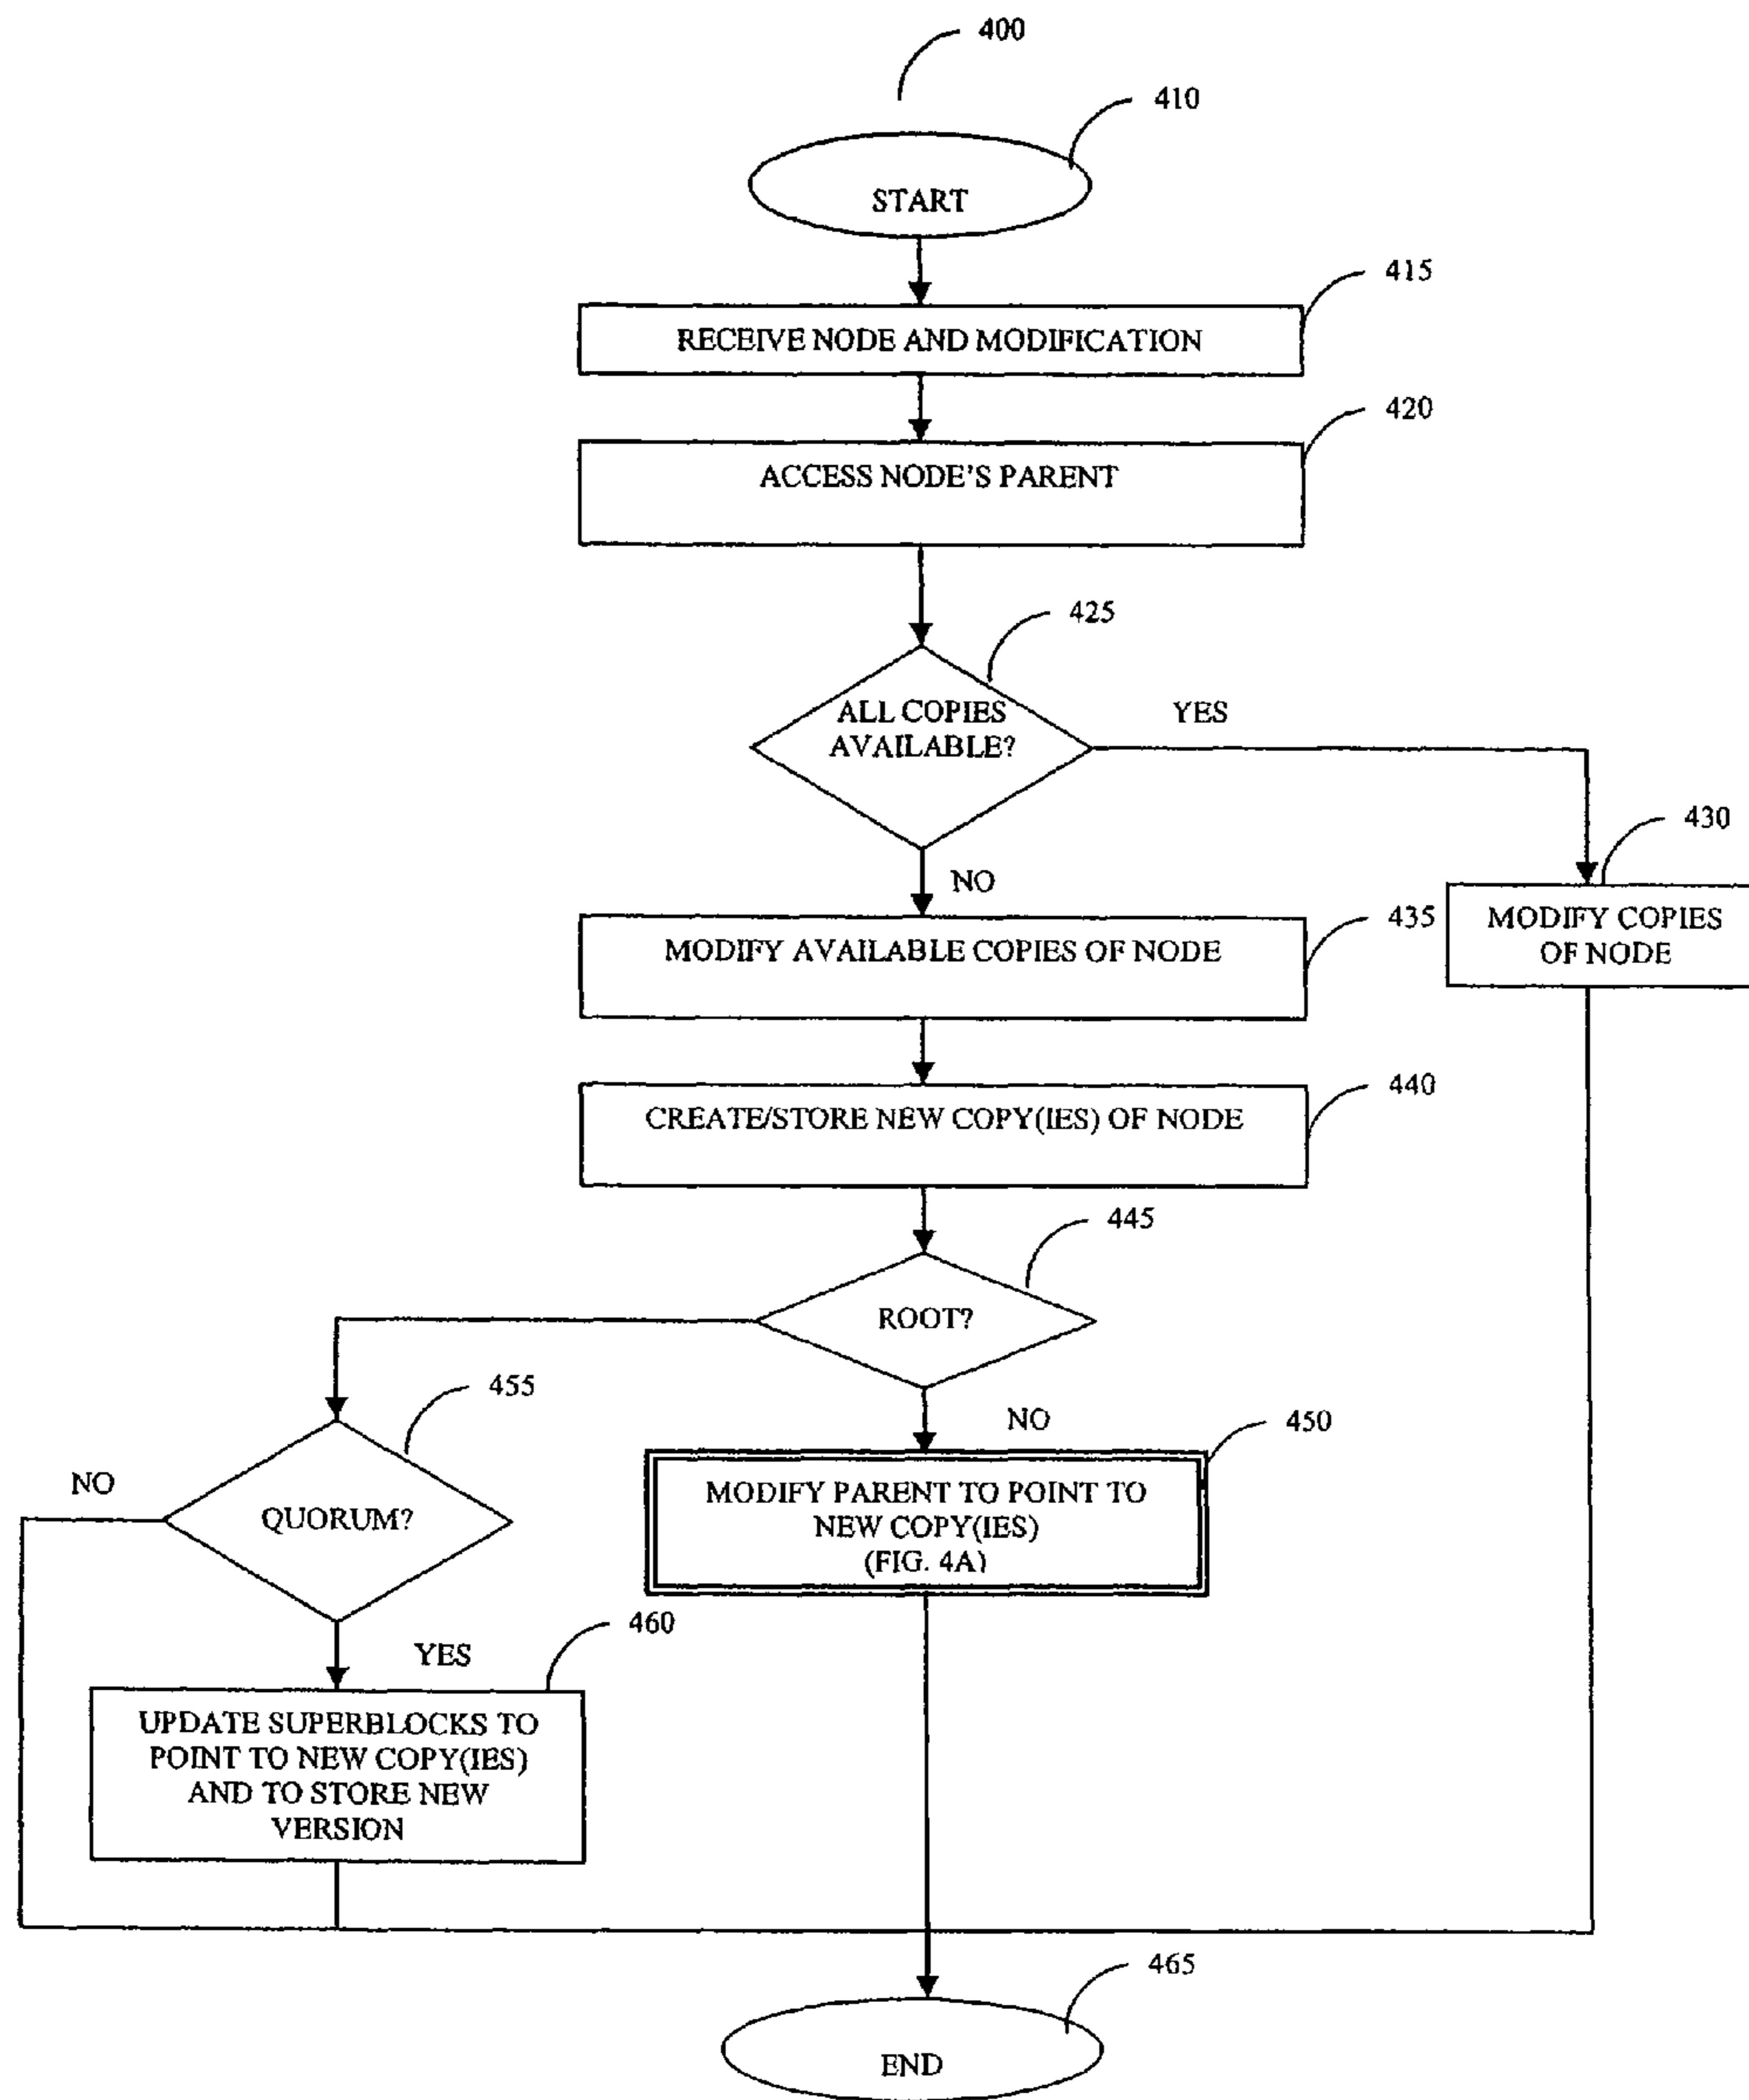 400
410
START
415
RECEIVE NODE AND MODIFICATION
420
ACCESS NODE'S PARENT
425
ALL COPIES
AVAILABLE?
YES
430
NO
MODIFY COPIES
OF NODE
435
MODIFY AVAILABLE COPIES OF NODE
440
CREATE/STORE NEW COPY(IES) OF NODE
445
ROOT?
455
NO
450
NO
QUORUM?
MODIFY PARENT TO POINT TO
NEW COPY(IES)
(FIG. 4A)
460
YES
UPDATE SUPERBLOCKS TO
POINT TO NEW COPY(IES)
AND TO STORE NEW
VERSION
465
END